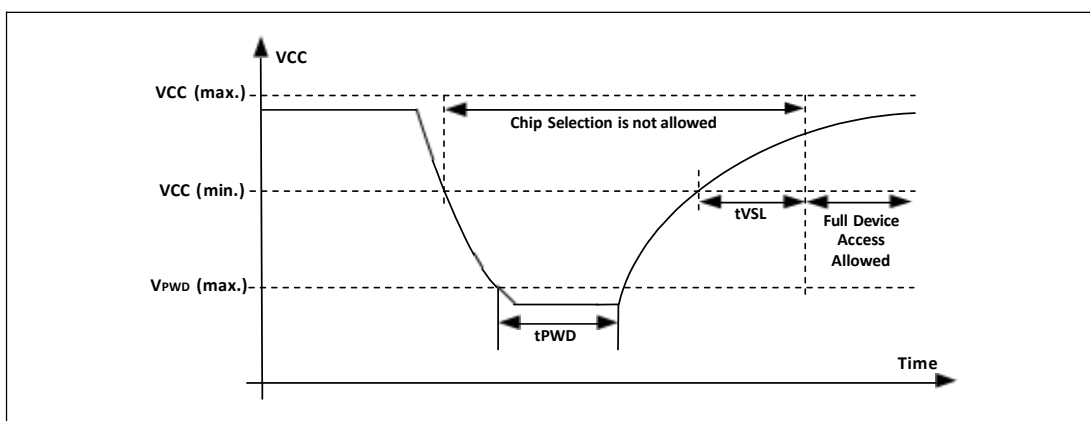 VCC
VCC (max.)
Chip Selection is not allowed
VCC (min.)
tVSL
Full Device
Access
Allowed
VPWD (max.)
tPWD
Time